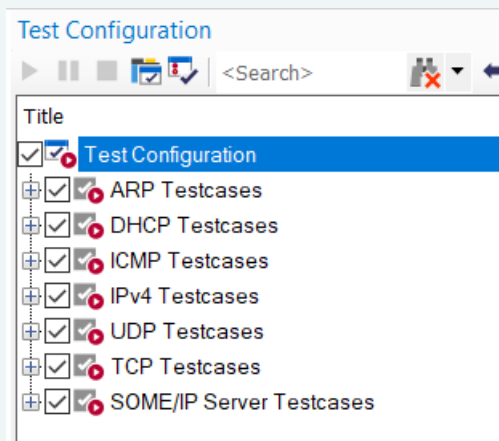 Test Configuration
<Search>
Title
Test Configuration
ARP Testcases
DHCP Testcases
ICMP Testcases
IPv4 Testcases
UDP Testcases
TCP Testcases
SOME/IP Server Testcases